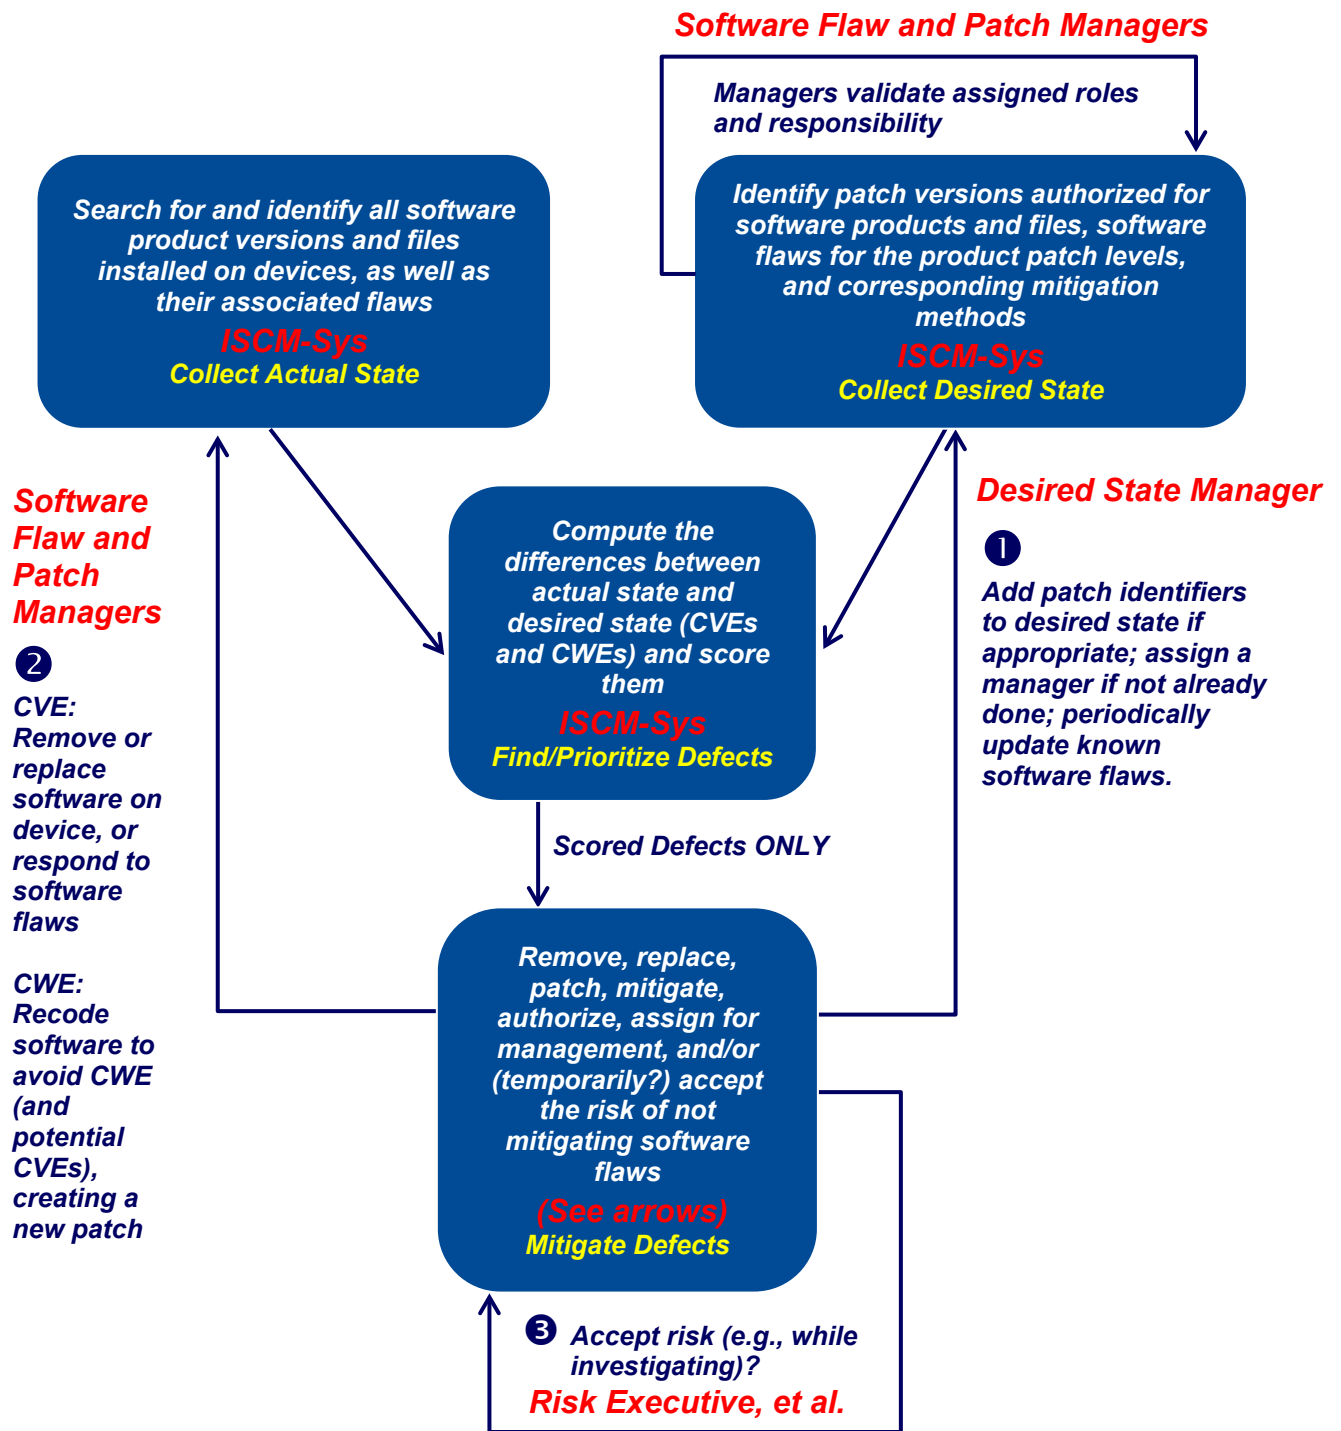 Software Flaw and Patch Managers
Managers validate assigned roles
and responsibility
Search for and identify all software
product versions and files
installed on devices, as well as
their associated flaws
ISCM-Sys
Collect Actual State
Identify patch versions authorized for
software products and files, software
flaws for the product patch levels,
and corresponding mitigation
methods
ISCM-Sys
Collect Desired State
Software
Flaw and
Patch
Managers
❷
CVE:
Remove or
replace
software on
device, or
respond to
software
flaws
CWE:
Recode
software to
avoid CWE
(and
potential
CVEs),
creating a
new patch
Compute the
differences between
actual state and
desired state (CVEs
and CWEs) and score
them
ISCM-Sys
Find/Prioritize Defects
Desired State Manager
❶
Add patch identifiers
to desired state if
appropriate; assign a
manager if not already
done; periodically
update known
software flaws.
Scored Defects ONLY
Remove, replace,
patch, mitigate,
authorize, assign for
management, and/or
(temporarily?) accept
the risk of not
mitigating software
flaws
(See arrows)
Mitigate Defects
❸ Accept risk (e.g., while
investigating)?
Risk Executive, et al.